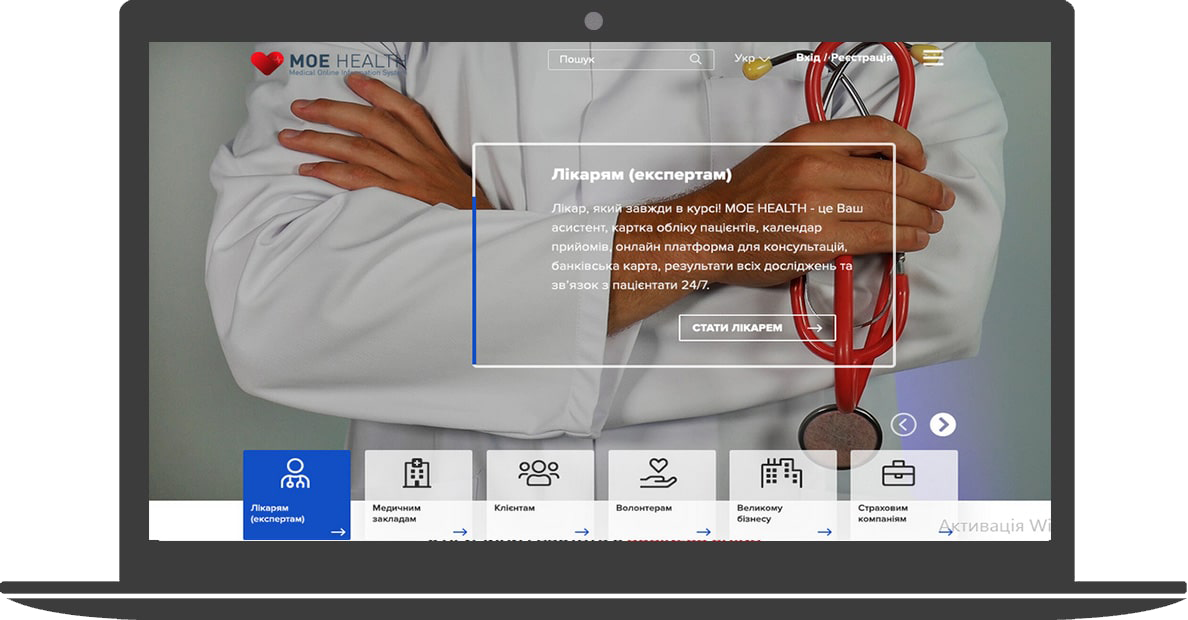 MOE HEALTH
Medical Online Information System
Пошук
Укр
Вхід / Реєстрація
Лікарям (експертам)
Лікар, який завжди в курсі! MOE HEALTH - це Ваш
асистент, картка обліку пацієнтів, календар
прийомів, онлайн платформа для консультацій,
банківська карта, результати всіх досліджень та
зв’язок з пацієнтати 24/7.
СТАТИ ЛІКАРЕМ
Лікарям
(експертам)
Медичним
закладам
Клієнтам
Волонтерам
Великому
бізнесу
Страховим
компаніям
Активація Wi